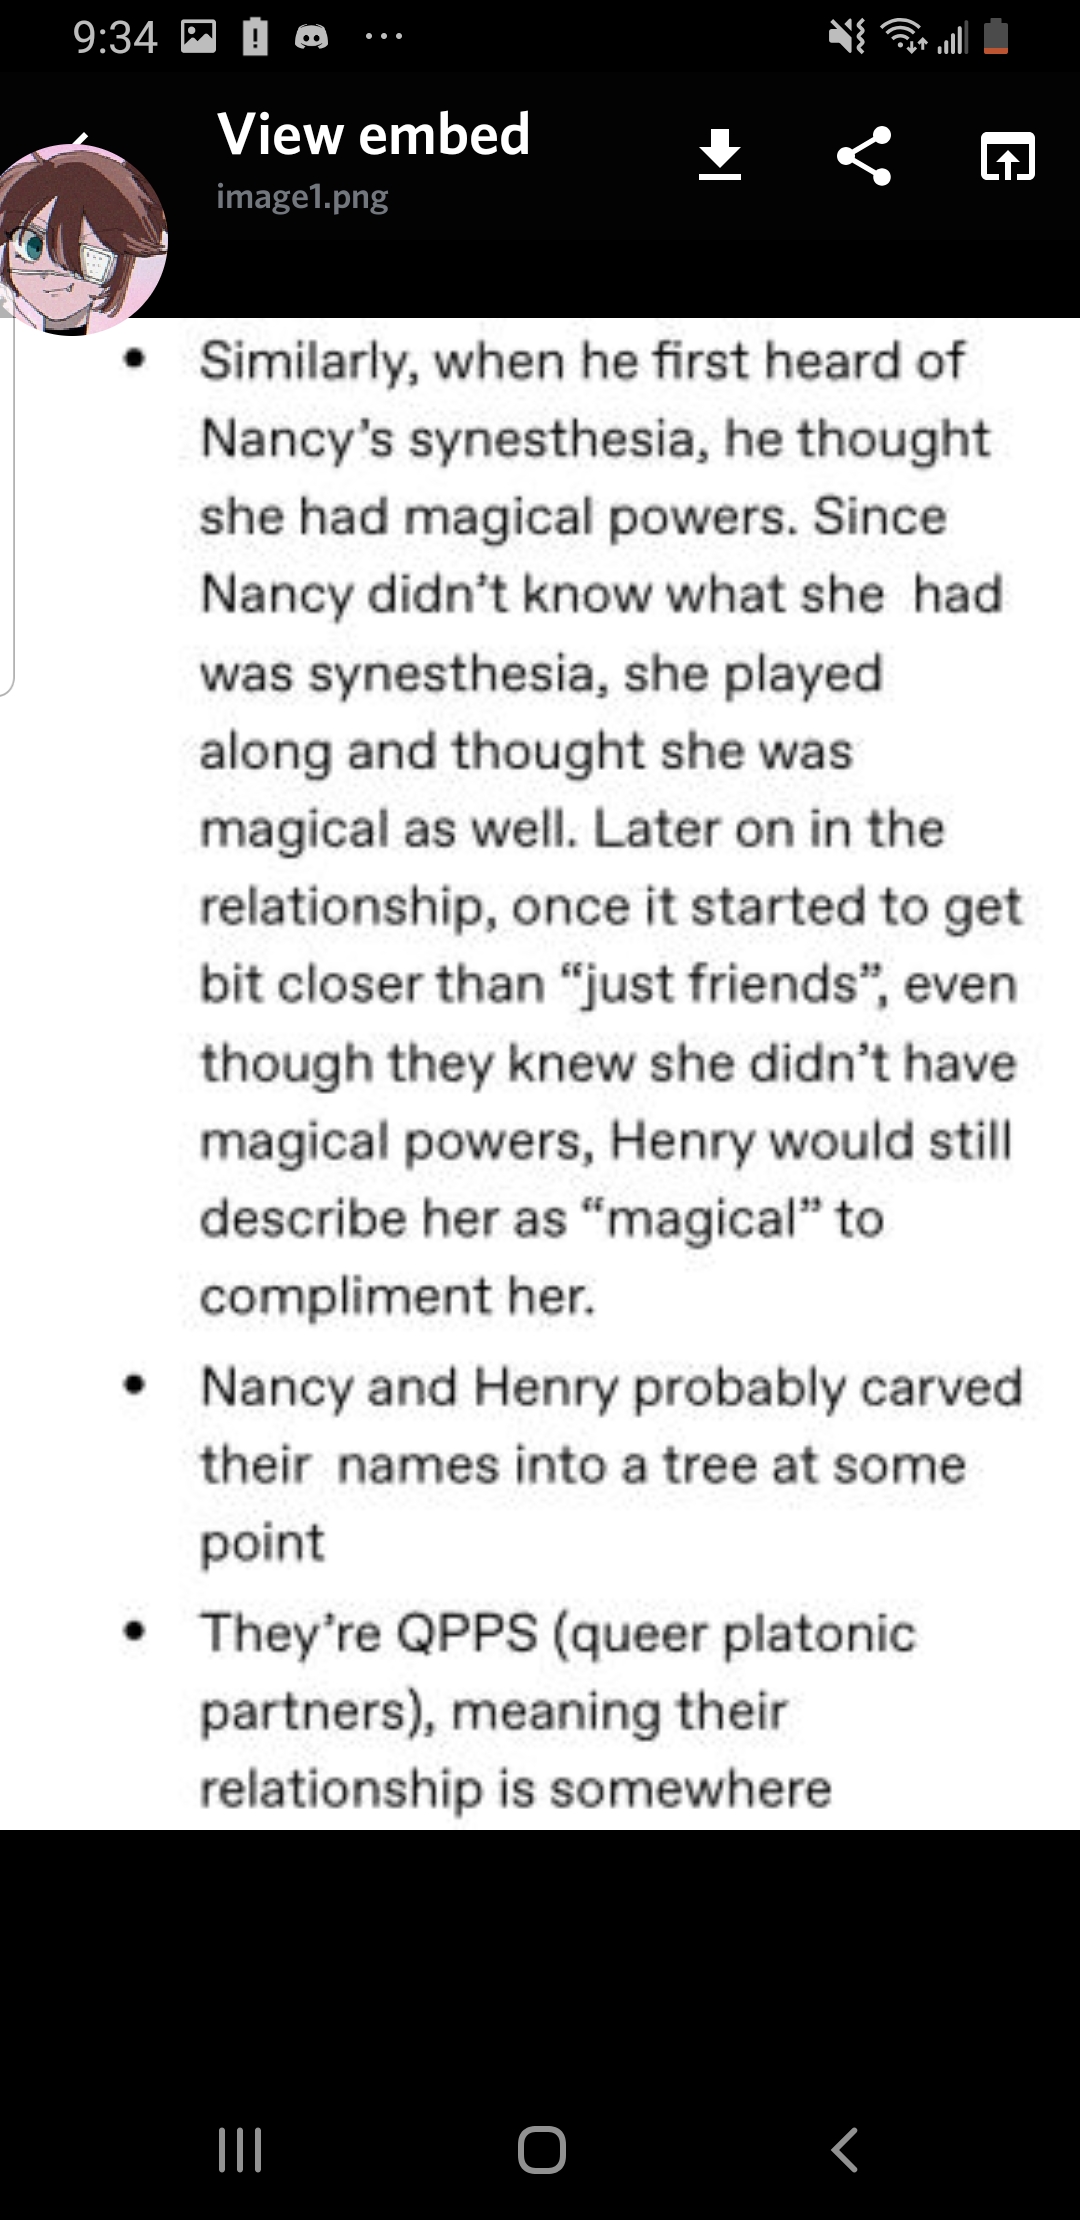 9:34
View embed
image1.png
• Similarly, when he first heard of
Nancy’s synesthesia, he thought
she had magical powers. Since
Nancy didn’t know what she  had
was synesthesia, she played
along and thought she was
magical as well. Later on in the
relationship, once it started to get
bit closer than “just friends”, even
though they knew she didn’t have
magical powers, Henry would still
describe her as “magical” to
compliment her.
• Nancy and Henry probably carved
their  names into a tree at some
point
• They’re QPPS (queer platonic
partners), meaning their
relationship is somewhere